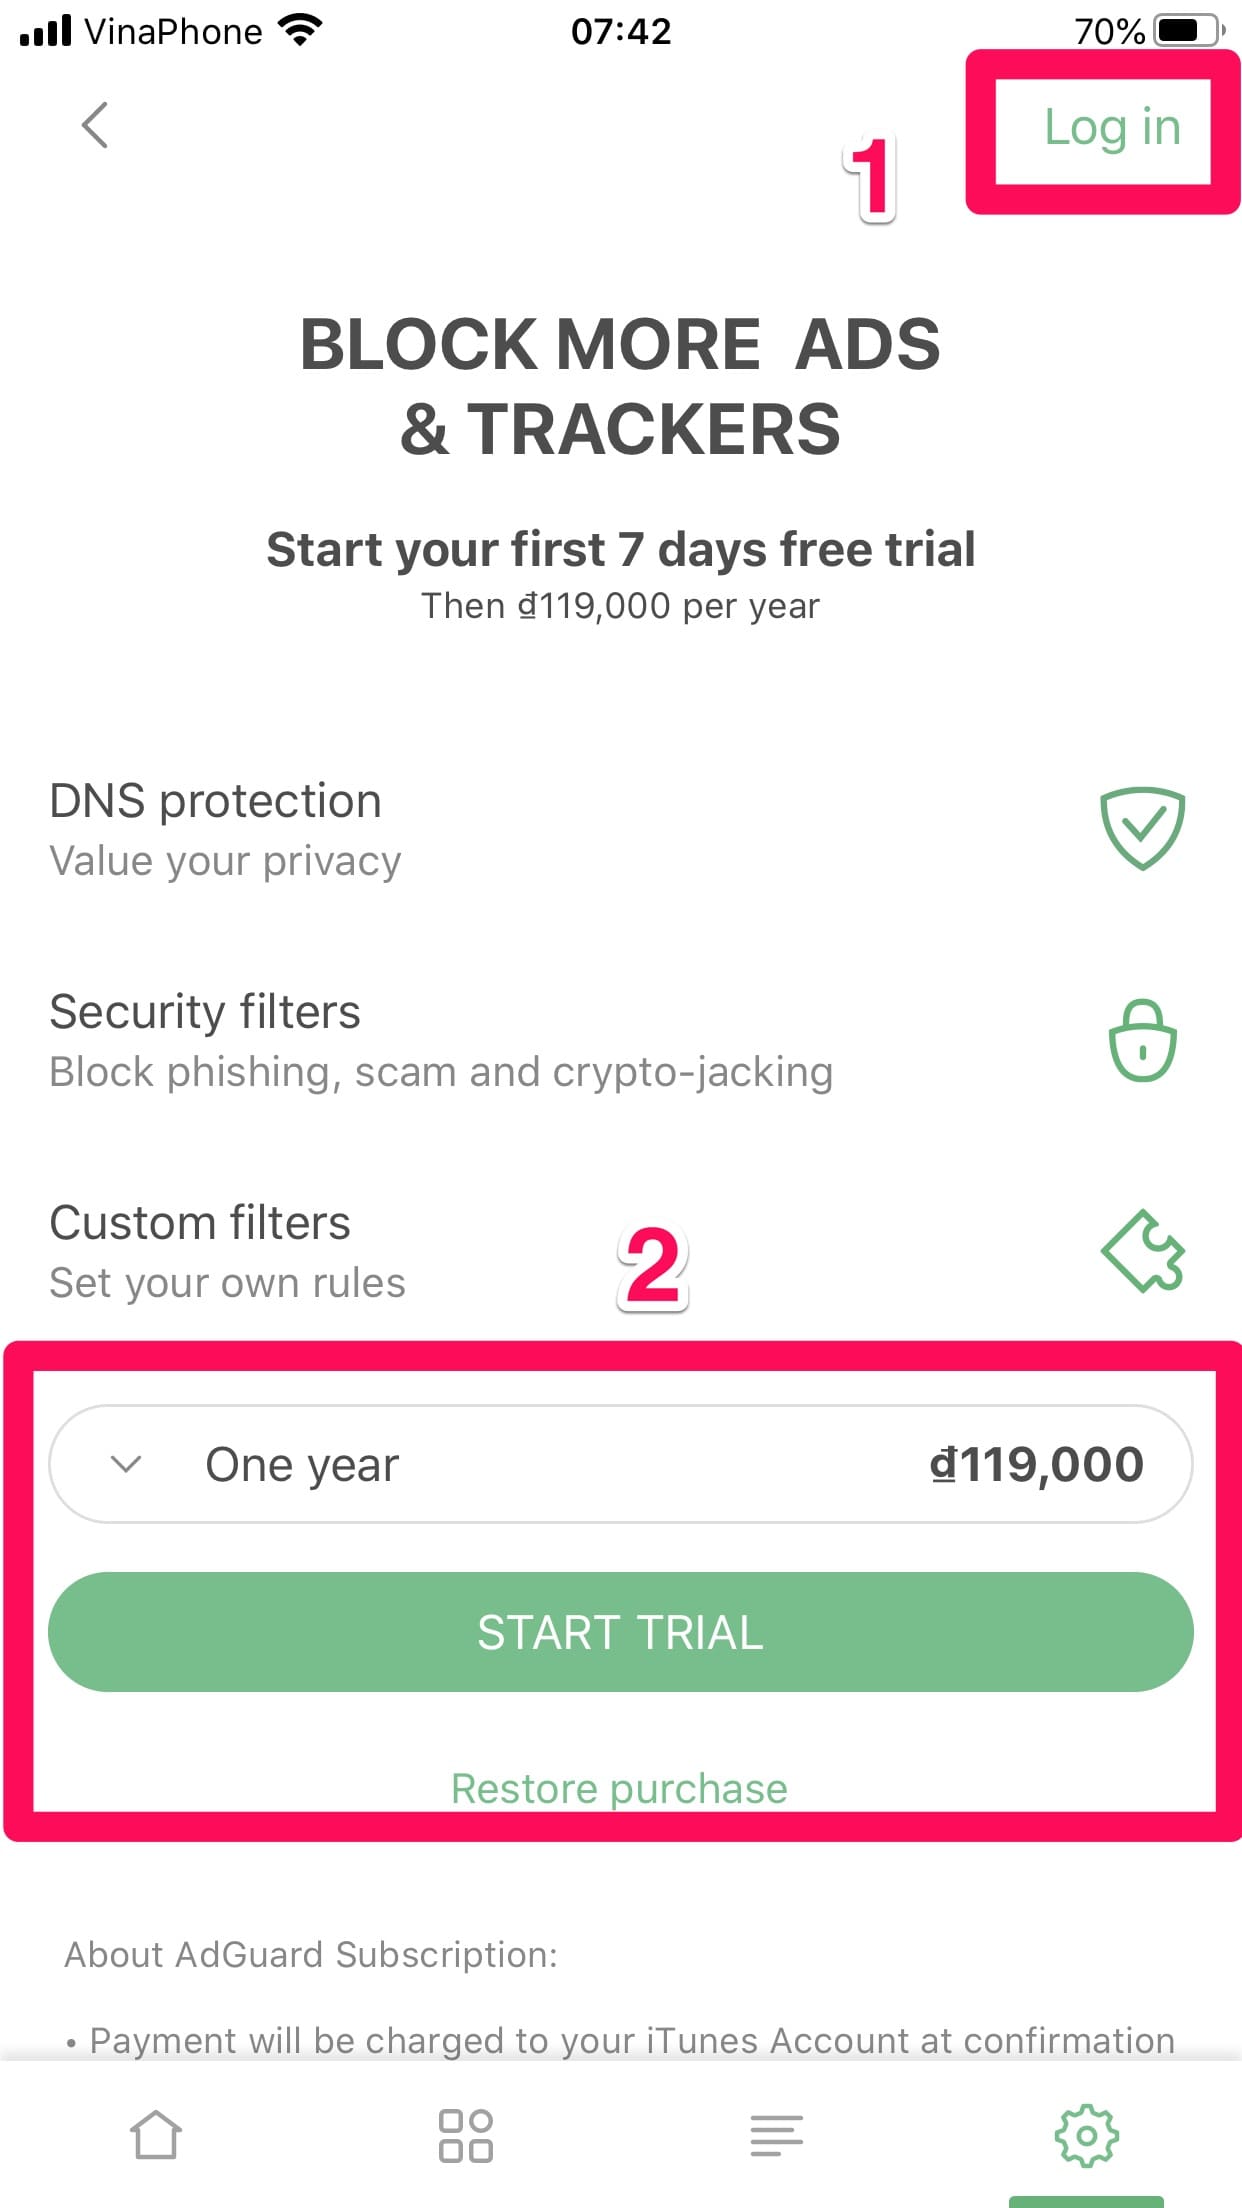 VinaPhone 07:42 70%
Log in
1
BLOCK MORE ADS
& TRACKERS
Start your first 7 days free trial
Then ₫119,000 per year
DNS protection
Value your privacy
Security filters
Block phishing, scam and crypto-jacking
Custom filters
Set your own rules
2
One year ₫119,000
START TRIAL
Restore purchase
About AdGuard Subscription:
• Payment will be charged to your iTunes Account at confirmation